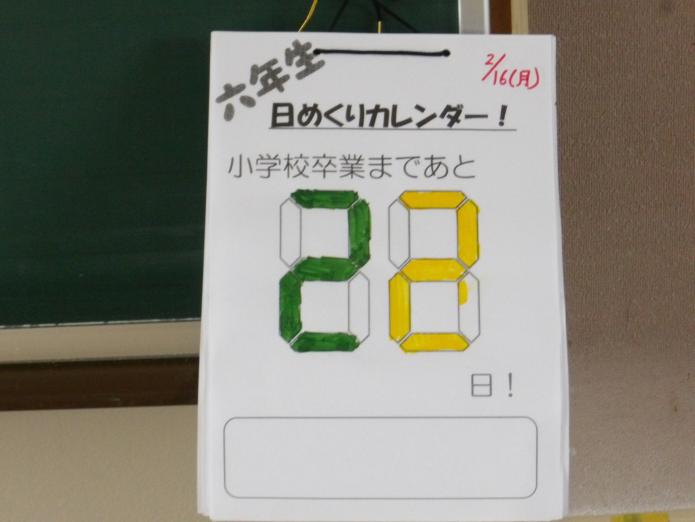 六年生
2/16(月)
日めくりカレンダー!
小学校卒業まであと
22
日!